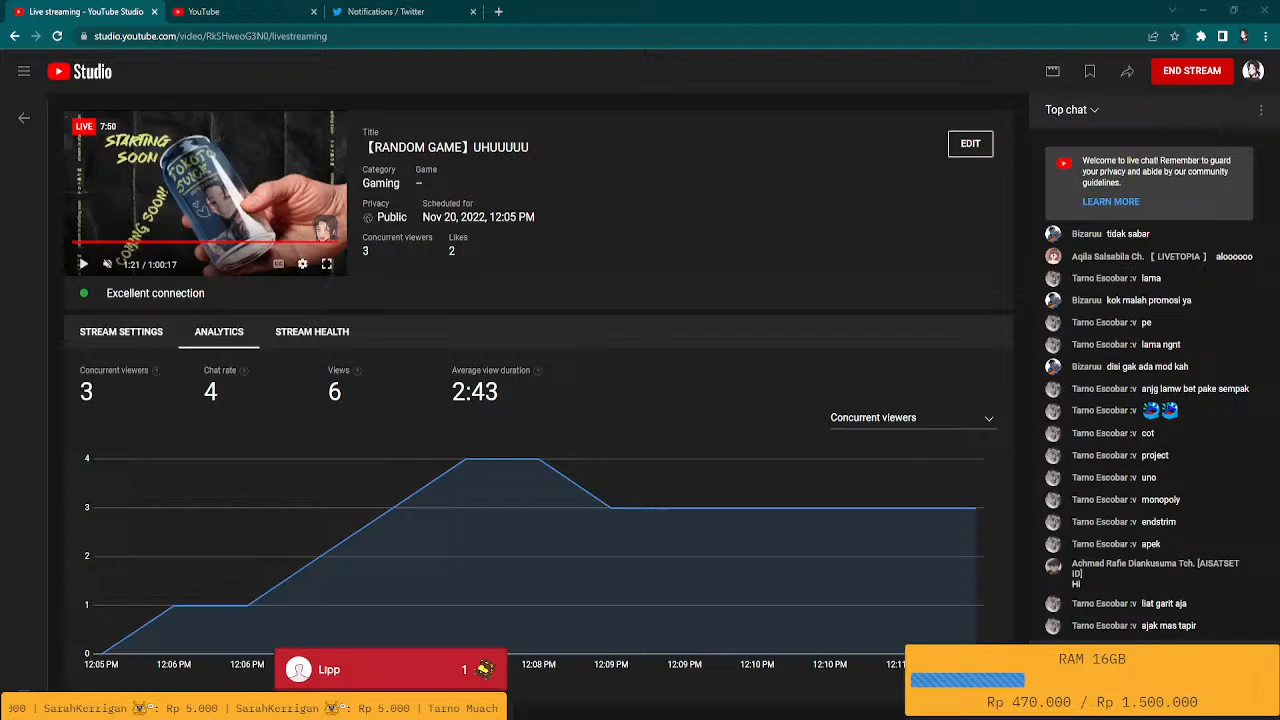 Live streaming - YouTube Studio
YouTube
Notifications / Twitter
studio.youtube.com/video/RkSHweoG3N0/livestreaming
Studio
END STREAM
LIVE 7:50
STARTING SOON
TOKOTO JUICE
COMING SOON!
1:21 / 1:00:17
Title
【RANDOM GAME】UHUUUUU
EDIT
Category Game
Gaming –
Privacy Scheduled for
Public Nov 20, 2022, 12:05 PM
Concurrent viewers Likes
3 2
Excellent connection
STREAM SETTINGS ANALYTICS STREAM HEALTH
Concurrent viewers Chat rate Views Average view duration
3 4 6 2:43
Concurrent viewers
4
3
2
1
0
12:05 PM 12:06 PM 12:06 PM 12:08 PM 12:09 PM 12:09 PM 12:10 PM 12:10 PM 12:11
Top chat
Welcome to live chat! Remember to guard
your privacy and abide by our community
guidelines.
LEARN MORE
Bizaruu tidak sabar
Aqila Salsabila Ch. 【 LIVETOPIA 】 aloooooo
Tarno Escobar :v lama
Bizaruu kok malah promosi ya
Tarno Escobar :v pe
Tarno Escobar :v lama ngnt
Bizaruu disi gak ada mod kah
Tarno Escobar :v anjg lamw bet pake sempak
Tarno Escobar :v
Tarno Escobar :v cot
Tarno Escobar :v project
Tarno Escobar :v uno
Tarno Escobar :v monopoly
Tarno Escobar :v endstrim
Tarno Escobar :v apek
Achmad Rafie Diankusuma Tch. [AISATSET
ID]
Hi
Tarno Escobar :v liat garit aja
Tarno Escobar :v ajak mas tapir
Lipp 1
000 | SarahKerrigan : Rp 5.000 | SarahKerrigan : Rp 5.000 | Tarno Muach
RAM 16GB
Rp 470.000 / Rp 1.500.000